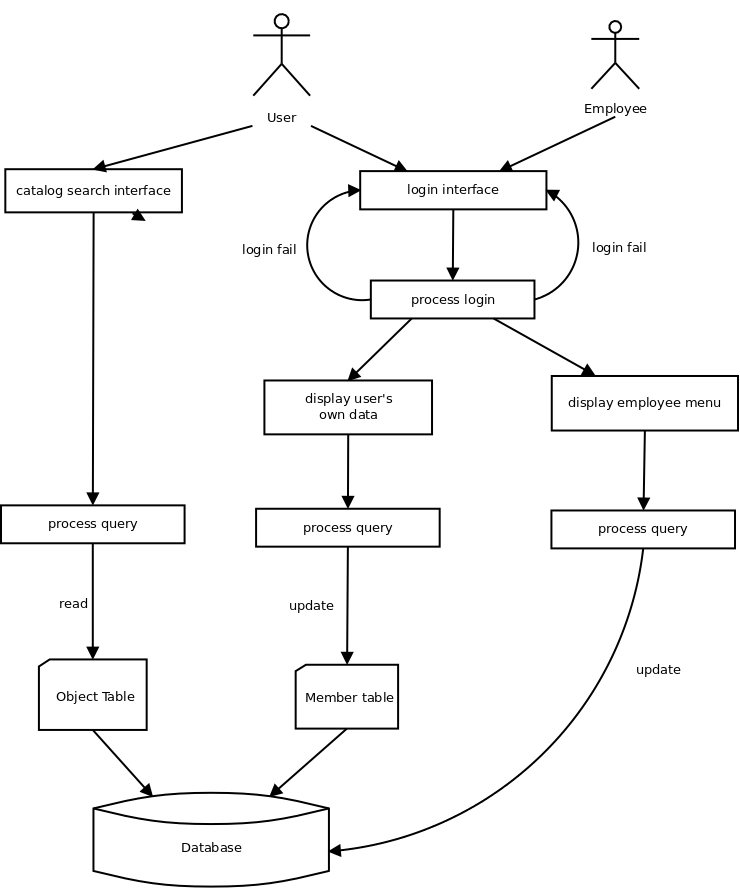 User
Employee
catalog search interface
login interface
login fail
login fail
process login
display user's
own data
display employee menu
process query
process query
process query
read
update
update
Object Table
Member table
Database